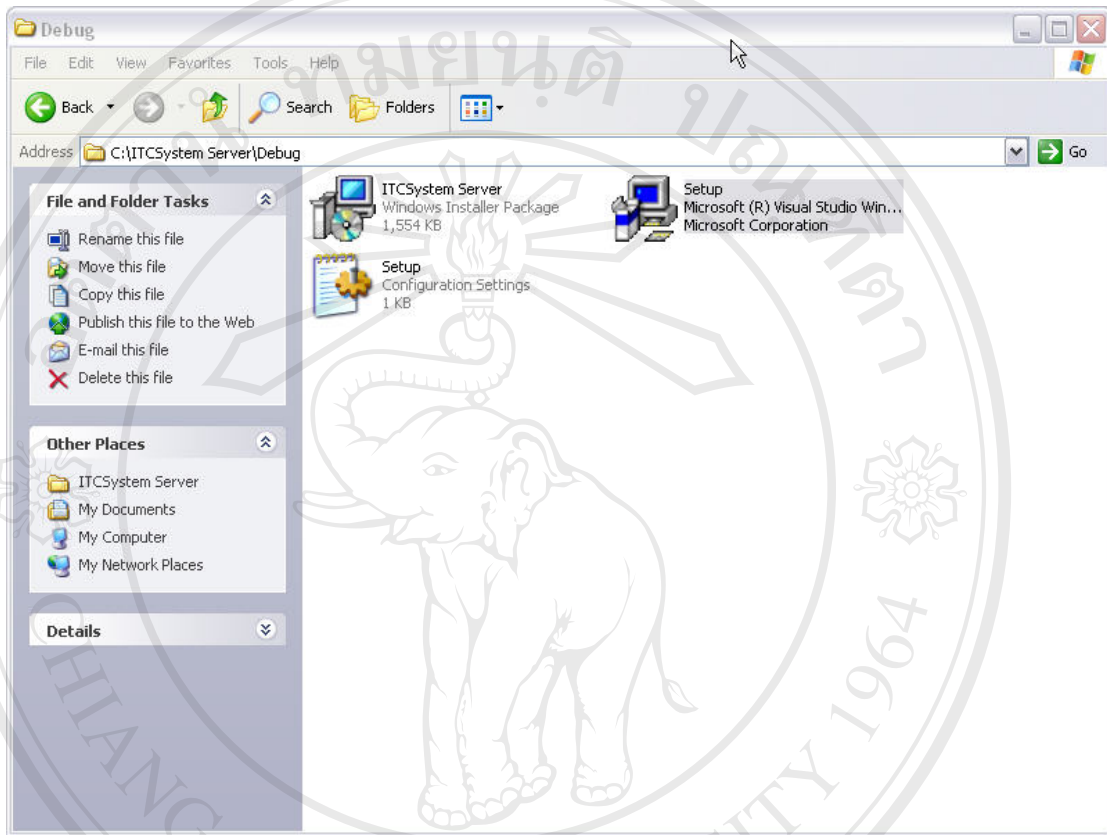 Debug
File Edit View Favorites Tools Help
Back Search Folders
Address C:\ITCSystem Server\Debug Go
File and Folder Tasks
Rename this file
Move this file
Copy this file
Publish this file to the Web
E-mail this file
Delete this file
Other Places
ITCSystem Server
My Documents
My Computer
My Network Places
Details
ITCSystem Server
Windows Installer Package
1,554 KB
Setup
Microsoft (R) Visual Studio Win...
Microsoft Corporation
Setup
Configuration Settings
1 KB
1964